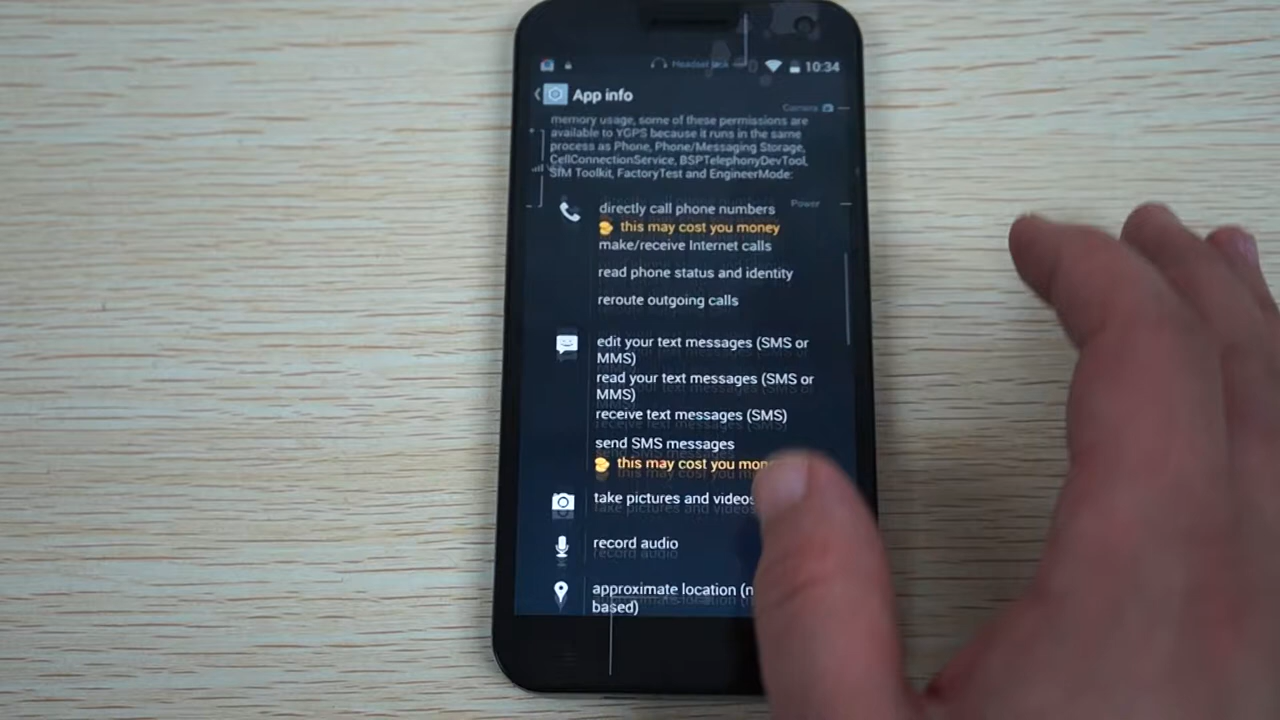 Headset jack
10:34
App info
Camera
memory usage, some of these permissions are
available to YGPS because it runs in the same
process as Phone, Phone/Messaging Storage,
CellConnectionService, BSPTelephonyDevTool,
SIM Toolkit, FactoryTest and EngineerMode:
Power
directly call phone numbers
this may cost you money
make/receive Internet calls
read phone status and identity
reroute outgoing calls
edit your text messages (SMS or
MMS)
read your text messages (SMS or
MMS)
receive text messages (SMS)
send SMS messages
this may cost you
take pictures and videos
record audio
approximate location
based)